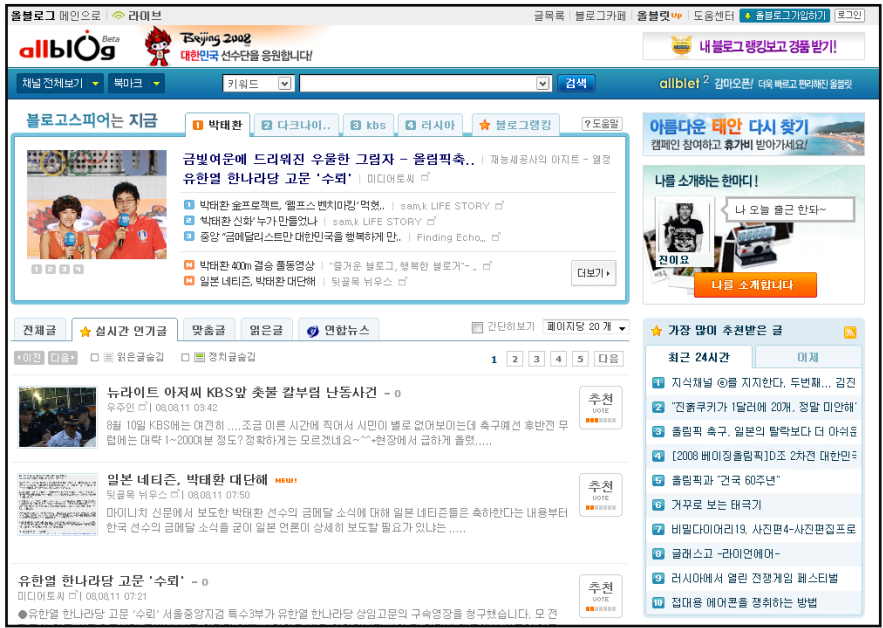 올블로그 메인으로 라이브 글목록 블로그카페 올블릿 UP 도움센터 올블로그가입하기 로그인
allblog Beta Beijing 2008
대한민국 선수단을 응원합니다! 내 블로그 랭킹보고 경품 받기!
채널 전체보기 북마크 키워드 검색 allblet 2 감마오픈! 더욱 빠르고 편리해진 올블릿
블로고스피어는 지금 1 박태환 2 다크나이.. 3 kbs 4 러시아 블로그랭킹 ?도움말
금빛여운에 드리워진 우울한 그림자 - 올림픽축.. | 재능세공사의 아지트 - 열정
유한열 한나라당 고문 '수뢰' | 미디어토씨
1 박태환 술프로젝트, '펠프스 벤치마킹' 먹혔.. | sam,k LIFE STORY
2 '박태환 신화' 누가 만들었나 | sam,k LIFE STORY
3 중앙 "금메달리스트만 대한민국을 행복하게 만.. | Finding Echo,,,
N 박태환 400m 결승 풀동영상 | "즐거운 블로그, 행복한 블로거"- ..
N 일본 네티즌, 박태환 대단해 | 뒷골목 뉘우스
더보기
1 2 3 4
아름다운 태안 다시 찾기
캠페인 참여하고 휴가비 받아가세요!
나를 소개하는 한마디!
나 오늘 출근 한돠~
진이요
나를 소개합니다
전체글 실시간 인기글 맞춤글 읽은글 연합뉴스 간단히보기 페이지당 20 개
이전 다음 읽은글숨김 정치글숨김 1 2 3 4 5 다음
뉴라이트 아저씨 KBS앞 촛불 칼부림 난동사건 - 0
우주인 | 08,08,11 03:42
8월 10일 KBS에는 여전히 ....조금 이른 시간에 찍어서 시민이 별로 없어보이는데 축구예선 후반전 무
렵에는 대략 1~200여분 정도? 정확하게는 모르겠네요~^^*현장에서 급하게 올렸.....
추천
VOTE
일본 네티즌, 박태환 대단해 NEW!
뒷골목 뉘우스 | 08,08,11 07:50
마이니치 신문에서 보도한 박태환 선수의 금메달 소식에 대해 일본 네티즌들은 축하한다는 내용부터
한국 선수의 금메달 소식을 굳이 일본 언론이 상세히 보도할 필요가 있냐는 .....
추천
VOTE
유한열 한나라당 고문 '수뢰' - 0
미디어토씨 | 08,08,11 07:21
●유한열 한나라당 고문 '수뢰' 서울중앙지검 특수3부가 유한열 한나라당 상임고문의 구속영장을 청구했습니다. 모 전
추천
VOTE
가장 많이 추천받은 글
최근 24시간 어제
1 지식채널 ⓔ를 지지한다, 두번째... 김진
2 "진흙쿠키가 1달러에 20개, 정말 미안해'
3 올림픽 축구, 일본의 탈락보다 더 아쉬운
4 [2008 베이징올림픽]D조 2차전 대한민국
5 올림픽과 "건국 60주년"
6 거꾸로 보는 태극기
7 비밀다이어리19, 사진편4-사진편집프로
8 글래스고 -라이언에어-
9 러시아에서 열린 전쟁게임 페스티벌
10 접대용 에어콘을 쟁취하는 방법